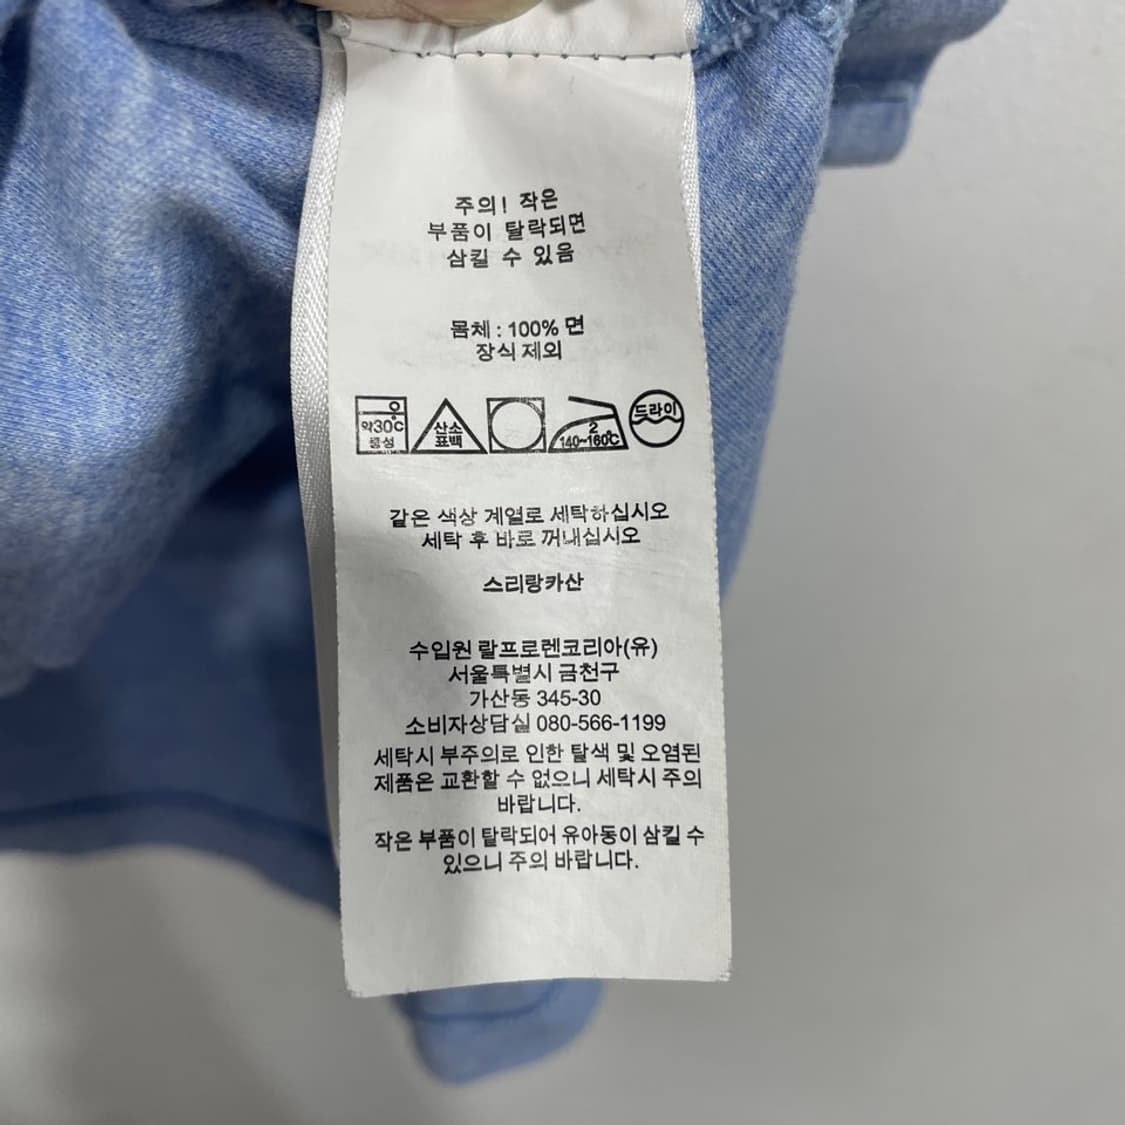 주의! 작은
부품이 탈락되면
삼킬 수 있음
몸체 : 100% 면
장식 제외
약30℃
중성
산소
표백
2
140~160℃
드라이
같은 색상 계열로 세탁하십시오
세탁 후 바로 꺼내십시오
스리랑카산
수입원 랄프로렌코리아(유)
서울특별시 금천구
가산동 345-30
소비자상담실 080-566-1199
세탁시 부주의로 인한 탈색 및 오염된
제품은 교환할 수 없으니 세탁시 주의
바랍니다.
작은 부품이 탈락되어 유아동이 삼킬 수
있으니 주의 바랍니다.